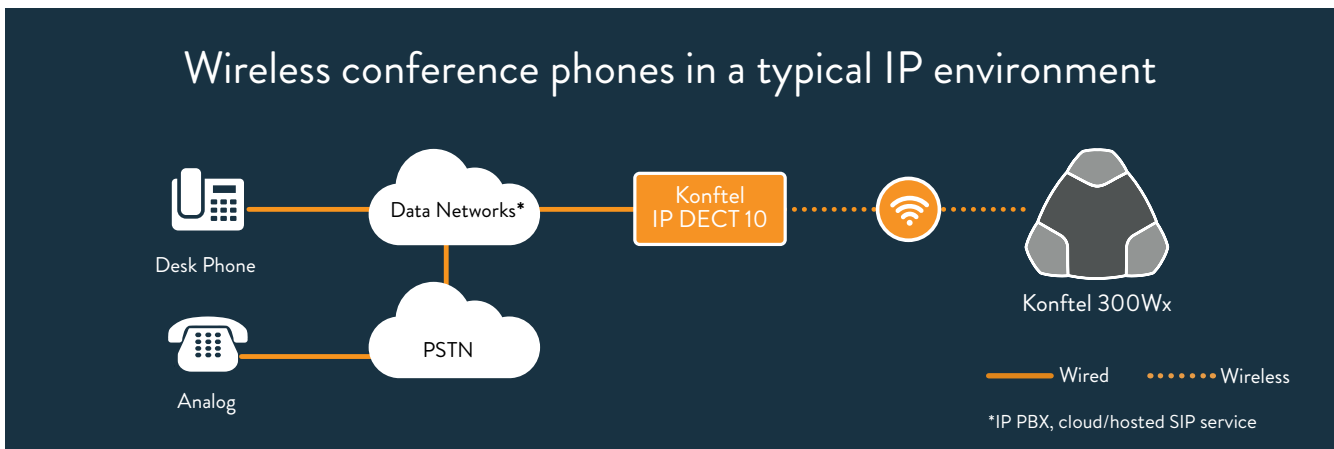 Wireless conference phones in a typical IP environment
Desk Phone
Data Networks*
Konftel
IP DECT 10
Konftel 300Wx
Analog
PSTN
Wired
Wireless
*IP PBX, cloud/hosted SIP service